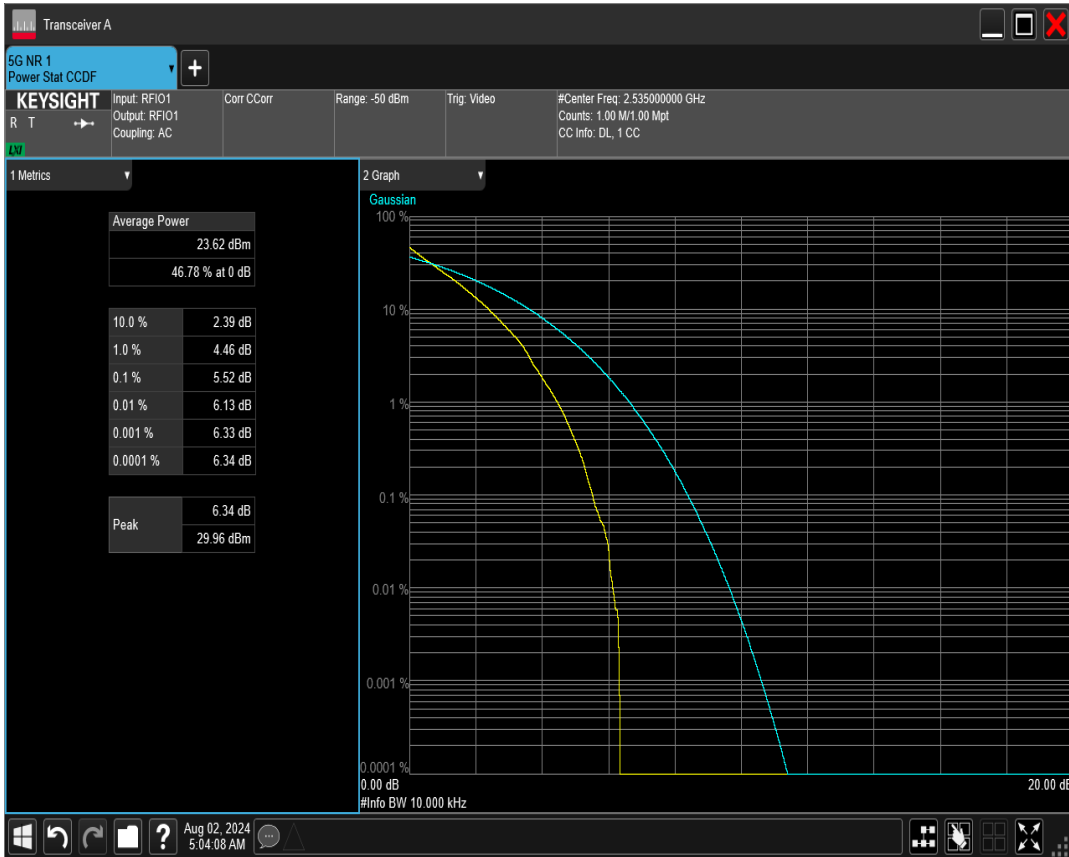 Transceiver A
5G NR 1
Power Stat CCDF
+
KEYSIGHT
R T
LXI
Input: RFIO1
Output: RFIO1
Coupling: AC
Corr CCorr
Range: -50 dBm
Trig: Video
#Center Freq: 2.535000000 GHz
Counts: 1.00 M/1.00 Mpt
CC Info: DL, 1 CC
1 Metrics
Average Power
23.62 dBm
46.78 % at 0 dB
10.0 % 2.39 dB
1.0 % 4.46 dB
0.1 % 5.52 dB
0.01 % 6.13 dB
0.001 % 6.33 dB
0.0001 % 6.34 dB
Peak
6.34 dB
29.96 dBm
2 Graph
Gaussian
100 %
10 %
1 %
0.1 %
0.01 %
0.001 %
0.0001 %
0.00 dB
20.00 dB
#Info BW 10.000 kHz
?
Aug 02, 2024
5:04:08 AM